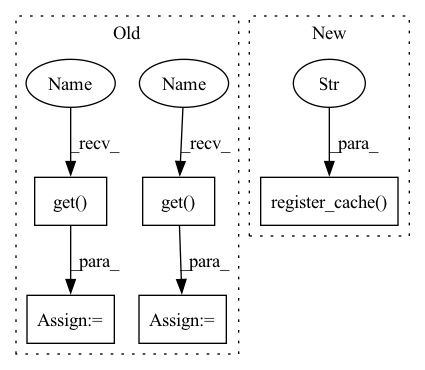 Old
New
Name
Name
Str
_recv_
_recv_
_para_
get()
get()
register_cache()
_para_
_para_
Assign:=
Assign:=